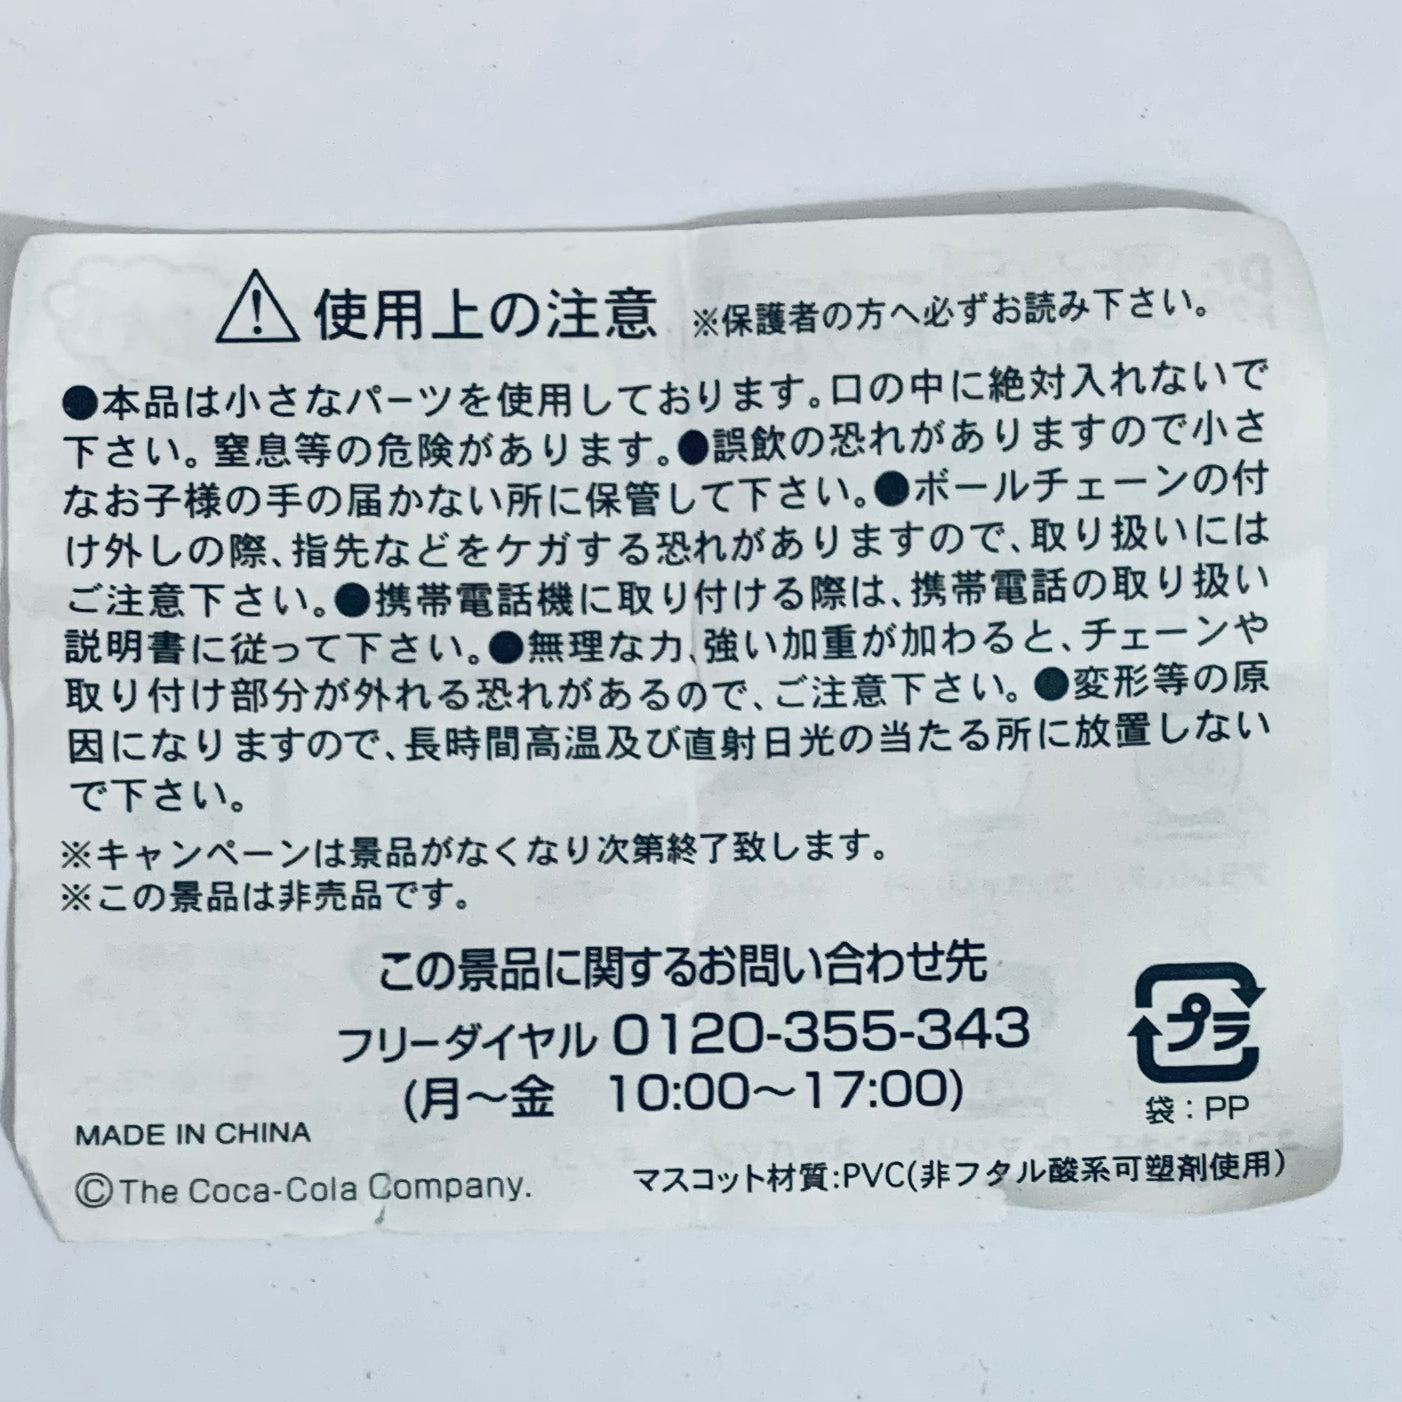 使用上の注意 ※保護者の方へ必ずお読み下さい。
●本品は小さなパーツを使用しております。口の中に絶対入れないで
下さい。窒息等の危険があります。●誤飲の恐れがありますので小さ
なお子様の手の届かない所に保管して下さい。●ボールチェーンの付
け外しの際、指先などをケガする恐れがありますので、取り扱いには
ご注意下さい。●携帯電話機に取り付ける際は、携帯電話の取り扱い
説明書に従って下さい。●無理な力、強い加重が加わると、チェーンや
取り付け部分が外れる恐れがあるので、ご注意下さい。●変形等の原
因になりますので、長時間高温及び直射日光の当たる所に放置しない
で下さい。
※キャンペーンは景品がなくなり次第終了致します。
※この景品は非売品です。
この景品に関するお問い合わせ先
フリーダイヤル 0120-355-343
(月〜金 10:00〜17:00)
プラ
袋：PP
MADE IN CHINA
©The Coca-Cola Company.
マスコット材質:PVC(非フタル酸系可塑剤使用)